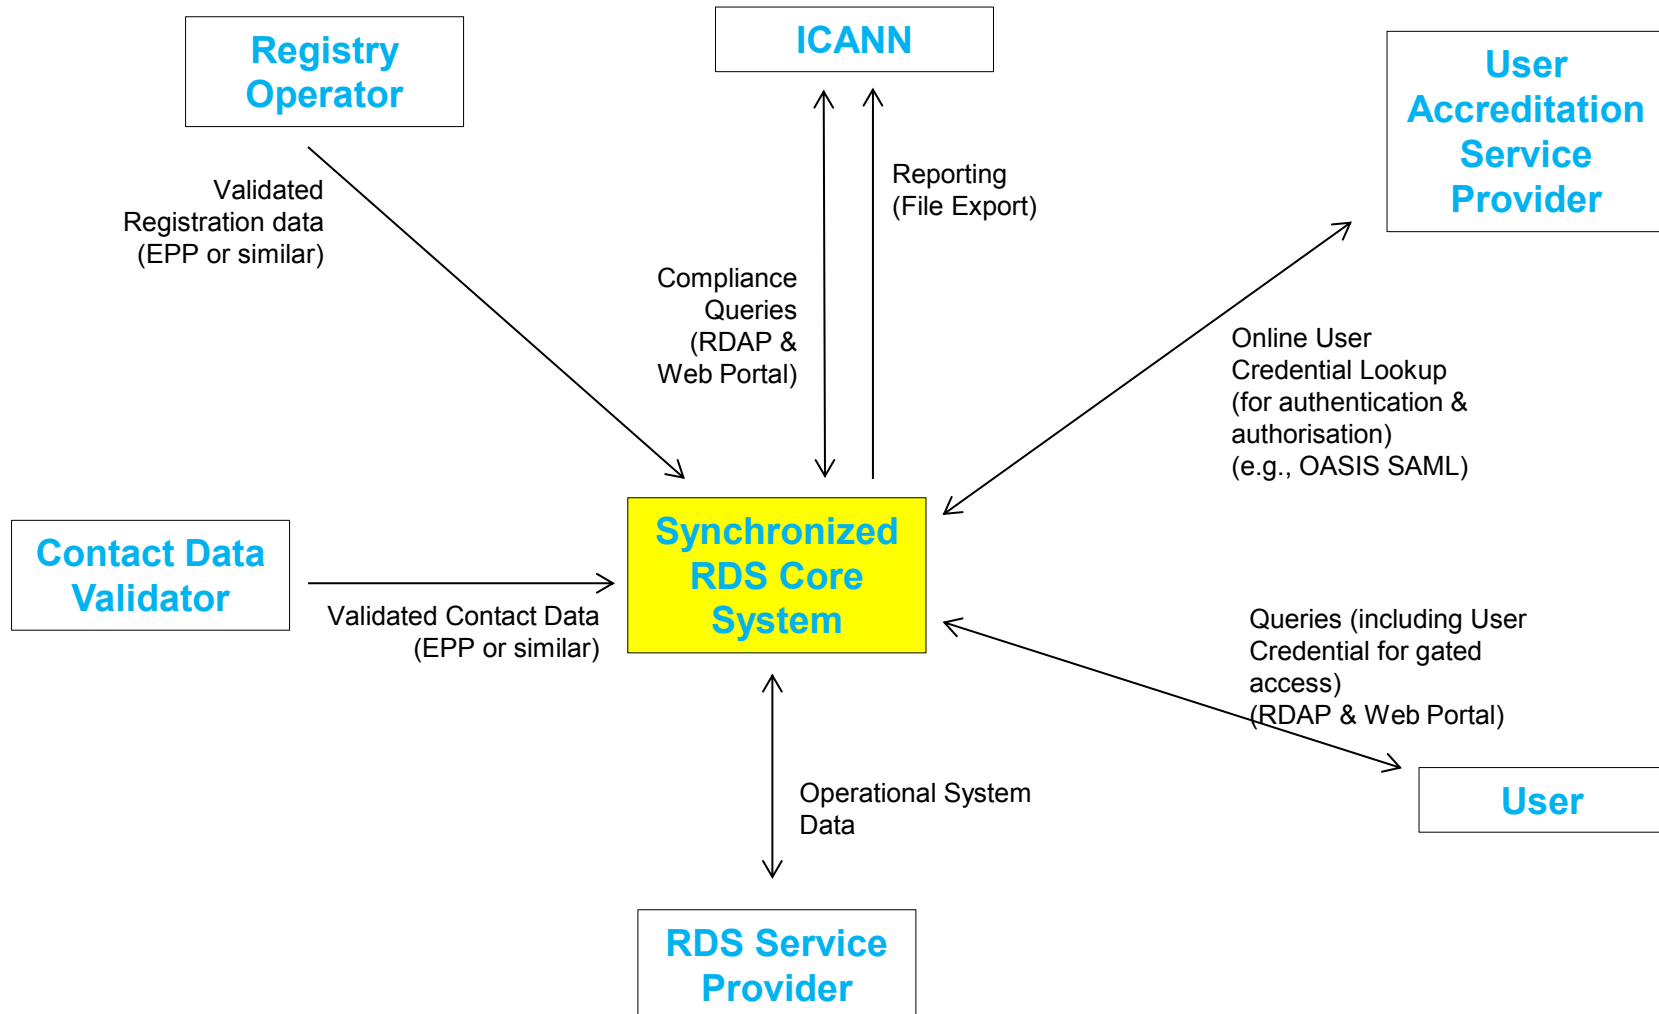 Registry
Operator
ICANN
User
Accreditation
Service
Provider
Validated
Registration data
(EPP or similar)
Reporting
(File Export)
Compliance
Queries
(RDAP &
Web Portal)
Online User
Credential Lookup
(for authentication &
authorisation)
(e.g., OASIS SAML)
Contact Data
Validator
Validated Contact Data
(EPP or similar)
Synchronized
RDS Core
System
Queries (including User
Credential for gated
access)
(RDAP & Web Portal)
User
Operational System
Data
RDS Service
Provider